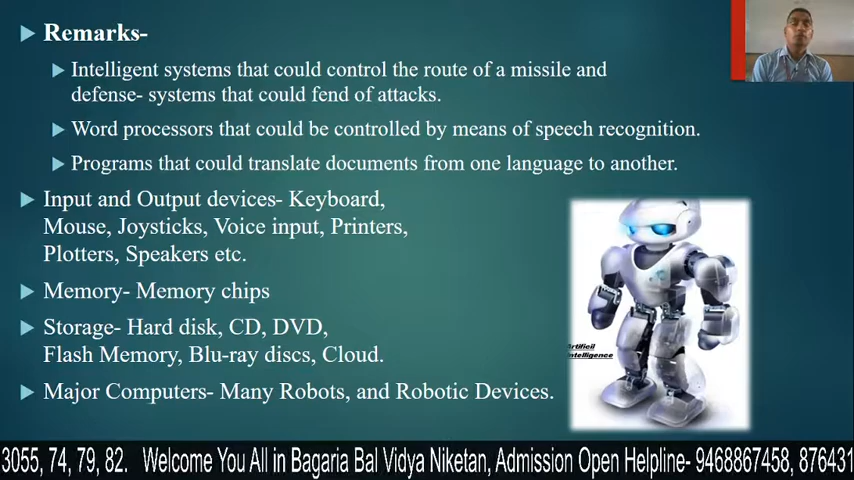 Remarks-
Intelligent systems that could control the route of a missile and
defense- systems that could fend of attacks.
Word processors that could be controlled by means of speech recognition.
Programs that could translate documents from one language to another.
Input and Output devices- Keyboard,
Mouse, Joysticks, Voice input, Printers,
Plotters, Speakers etc.
Memory- Memory chips
Storage- Hard disk, CD, DVD,
Flash Memory, Blu-ray discs, Cloud.
Artificil
Intelligence
Major Computers- Many Robots, and Robotic Devices.
3055, 74, 79, 82. Welcome You All in Bagaria Bal Vidya Niketan, Admission Open Helpline- 9468867458, 876431